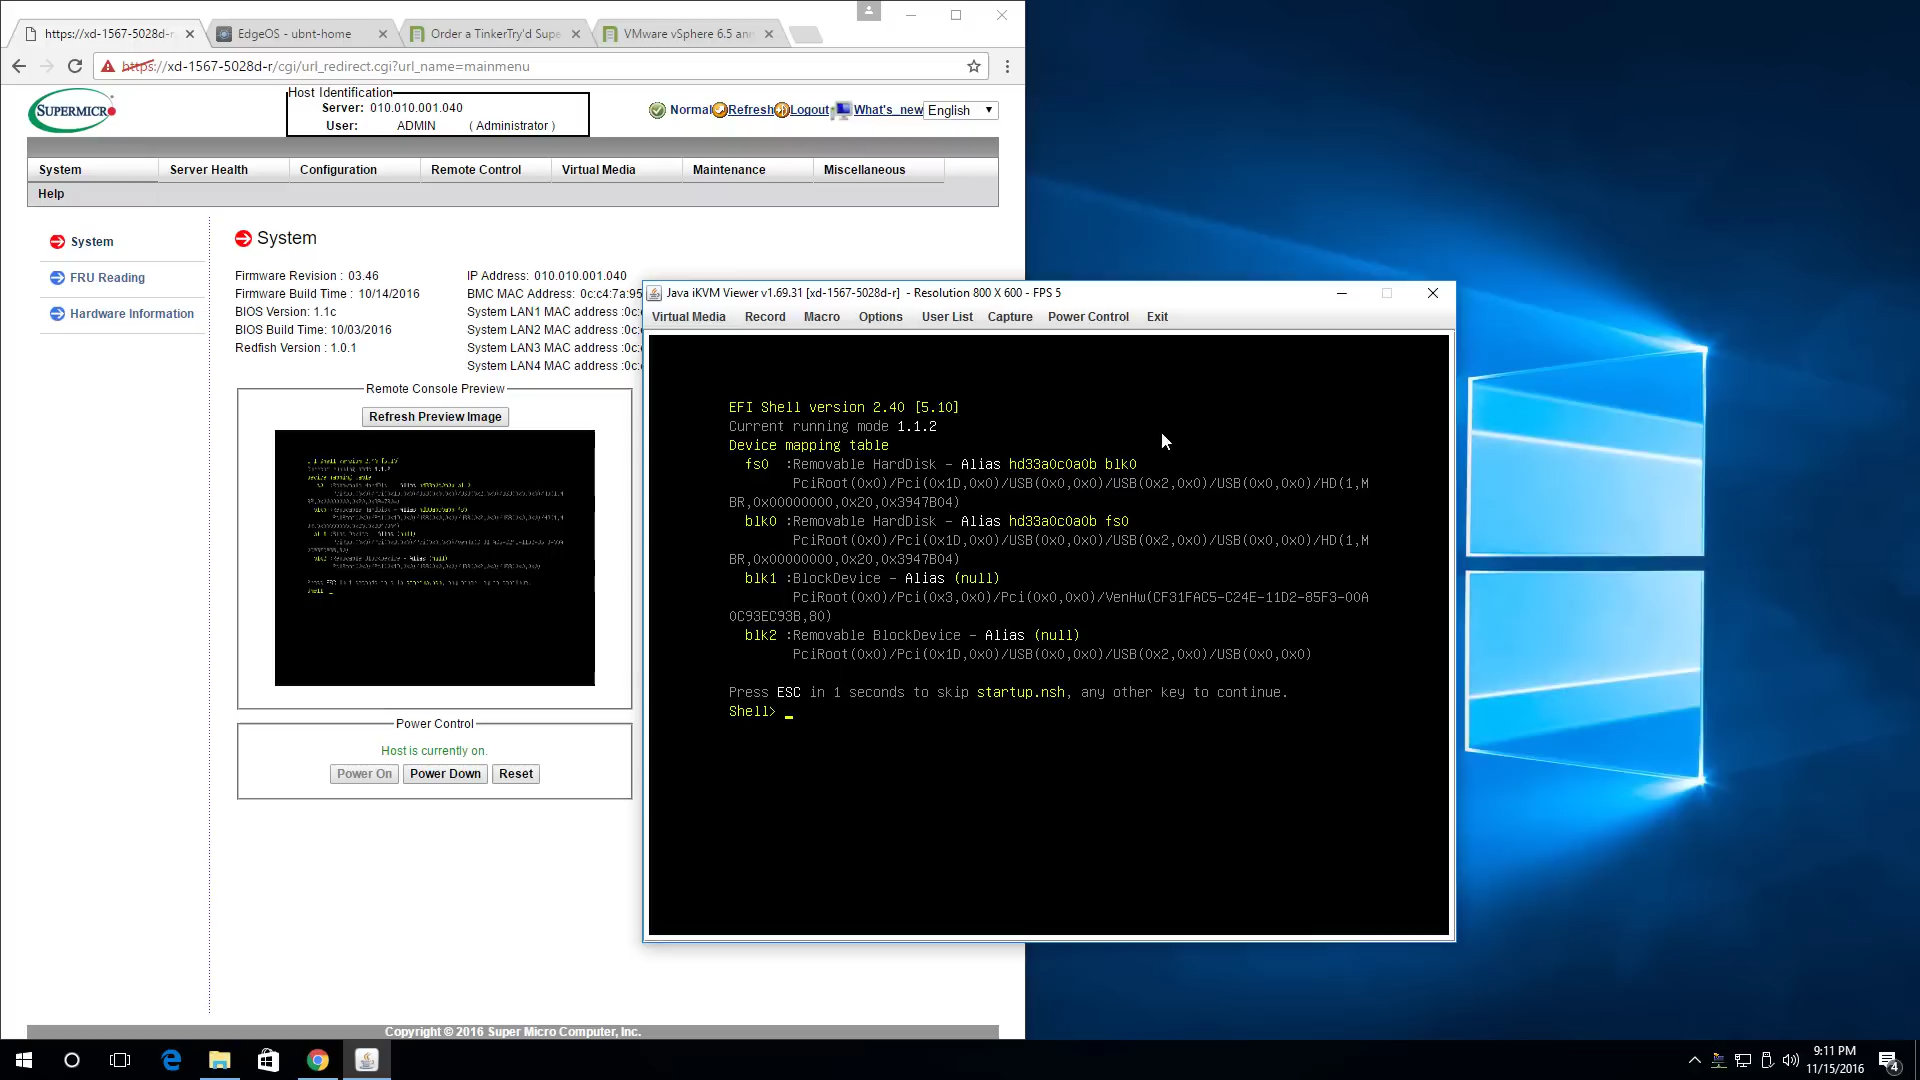 https://xd-1567-5028d-r
EdgeOS - ubnt-home
Order a TinkerTry'd Supe
VMware vSphere 6.5 ann
https://xd-1567-5028d-r/cgi/url_redirect.cgi?url_name=mainmenu
SUPERMICR
Host Identification
Server: 010.010.001.040
User: ADMIN ( Administrator )
Normal Refresh Logout What's_new English
System Server Health Configuration Remote Control Virtual Media Maintenance Miscellaneous
Help
System
FRU Reading
Hardware Information
System
Firmware Revision : 03.46
Firmware Build Time : 10/14/2016
BIOS Version: 1.1c
BIOS Build Time: 10/03/2016
Redfish Version : 1.0.1
IP Address: 010.010.001.040
BMC MAC Address: 0c:c4:7a:95
System LAN1 MAC address :0c:
System LAN2 MAC address :0c:
System LAN3 MAC address :0c:
System LAN4 MAC address :0c:
Remote Console Preview
Refresh Preview Image
Power Control
Host is currently on.
Power On Power Down Reset
Java iKVM Viewer v1.69.31 [xd-1567-5028d-r] - Resolution 800 X 600 - FPS 5
Virtual Media Record Macro Options User List Capture Power Control Exit
EFI Shell version 2.40 [5.10]
Current running mode 1.1.2
Device mapping table
fs0 :Removable HardDisk - Alias hd33a0c0a0b blk0
PciRoot(0x0)/Pci(0x1D,0x0)/USB(0x0,0x0)/USB(0x2,0x0)/USB(0x0,0x0)/HD(1,M
BR,0x00000000,0x20,0x3947B04)
blk0 :Removable HardDisk - Alias hd33a0c0a0b fs0
PciRoot(0x0)/Pci(0x1D,0x0)/USB(0x0,0x0)/USB(0x2,0x0)/USB(0x0,0x0)/HD(1,M
BR,0x00000000,0x20,0x3947B04)
blk1 :BlockDevice - Alias (null)
PciRoot(0x0)/Pci(0x3,0x0)/Pci(0x0,0x0)/VenHw(CF31FAC5-C24E-11D2-85F3-00A
0C93EC93B,80)
blk2 :Removable BlockDevice - Alias (null)
PciRoot(0x0)/Pci(0x1D,0x0)/USB(0x0,0x0)/USB(0x2,0x0)/USB(0x0,0x0)
Press ESC in 1 seconds to skip startup.nsh, any other key to continue.
Shell> _
Copyright © 2016 Super Micro Computer, Inc.
9:11 PM
11/15/2016
4